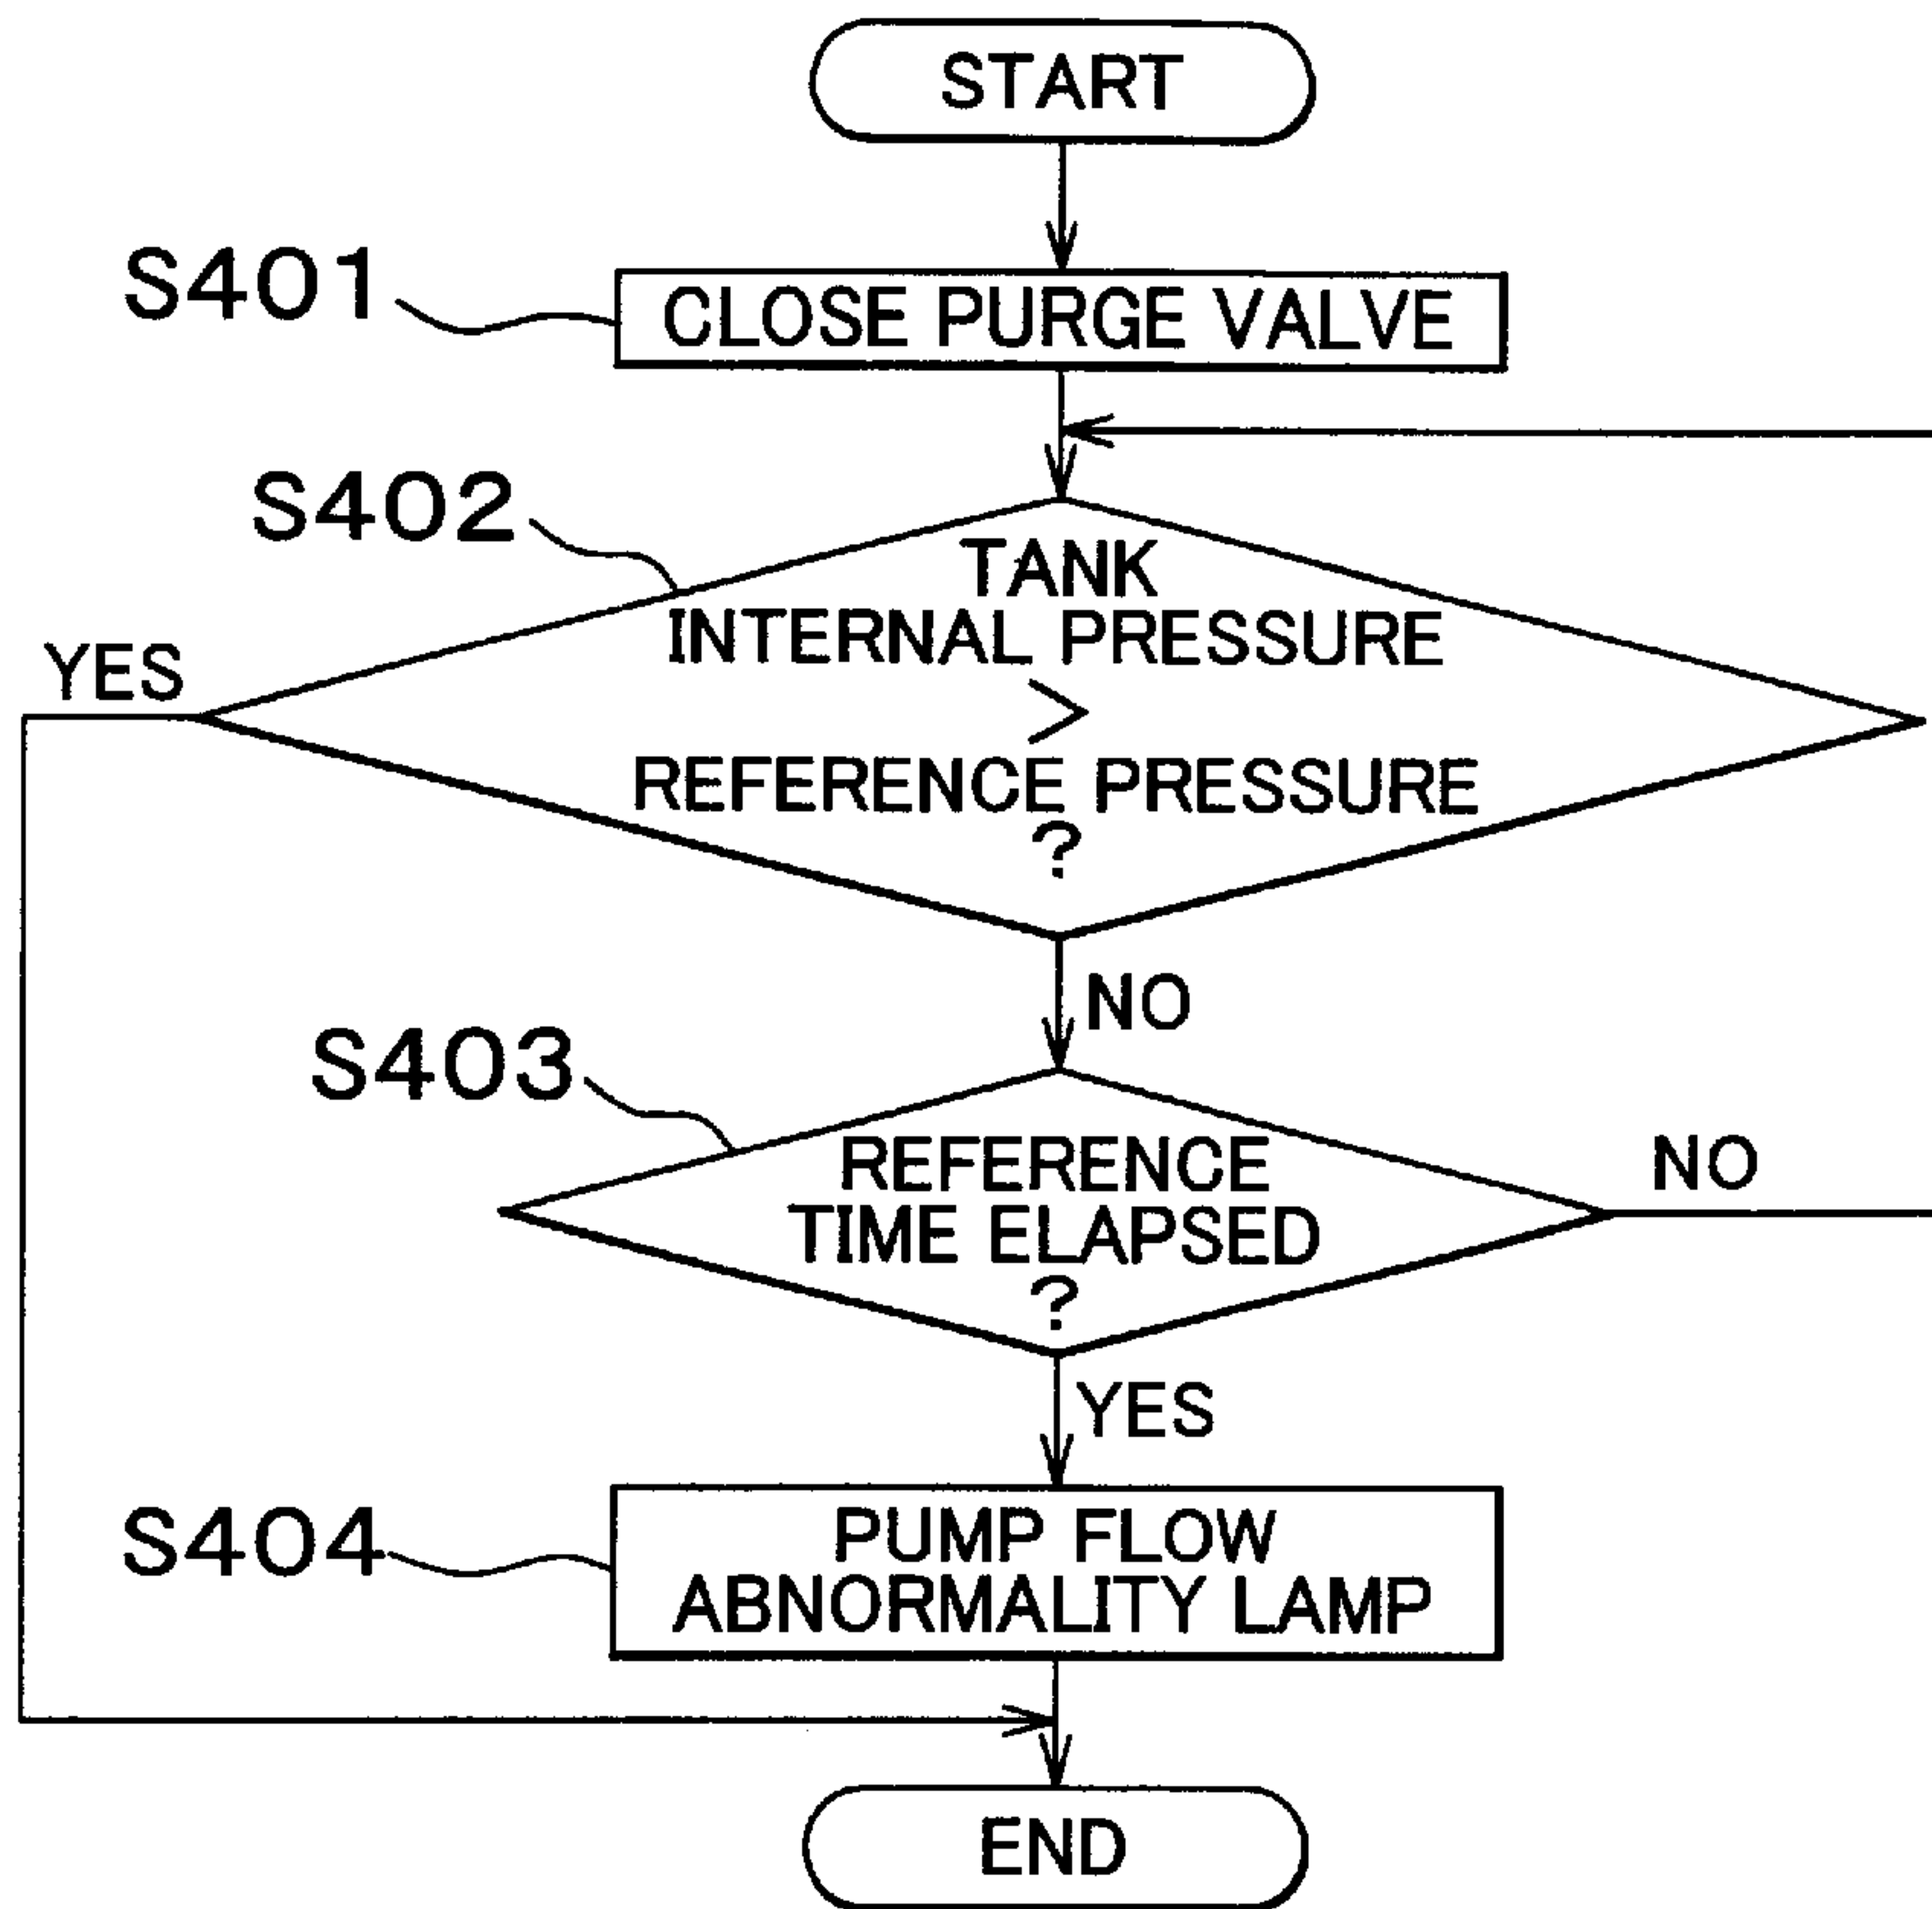 START
S401
CLOSE PURGE VALVE
S402
TANK
INTERNAL PRESSURE
>
REFERENCE PRESSURE
?
YES
NO
S403
REFERENCE
TIME ELAPSED
?
NO
YES
S404
PUMP FLOW
ABNORMALITY LAMP
END